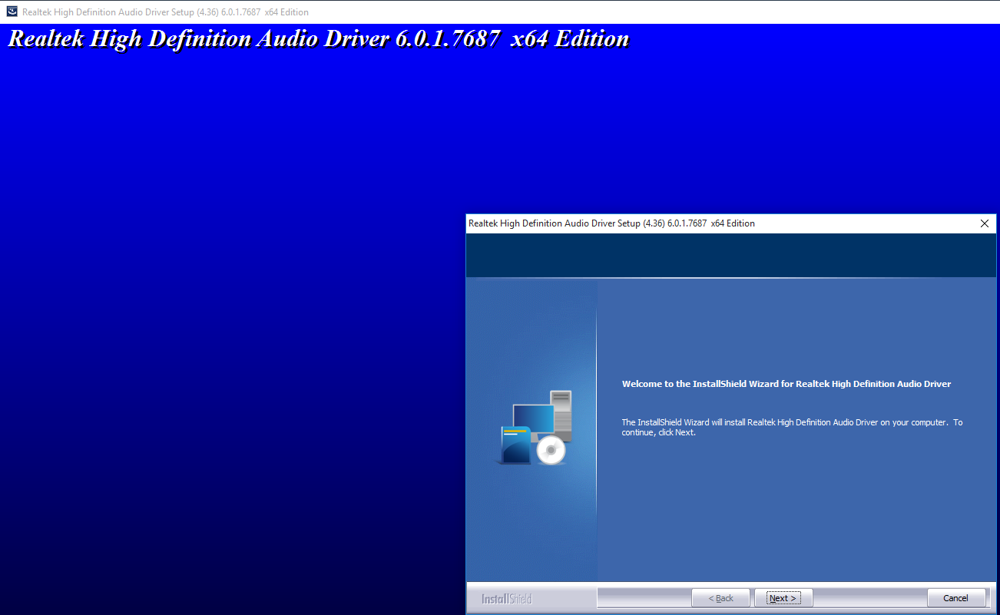 Realtek High Definition Audio Driver Setup (4.36) 6.0.1.7687  x64 Edition
Realtek High Definition Audio Driver 6.0.1.7687  x64 Edition
Realtek High Definition Audio Driver Setup (4.36) 6.0.1.7687  x64 Edition
Welcome to the InstallShield Wizard for Realtek High Definition Audio Driver
The InstallShield Wizard will install Realtek High Definition Audio Driver on your computer.  To
continue, click Next.
InstallShield
< Back
Next >
Cancel